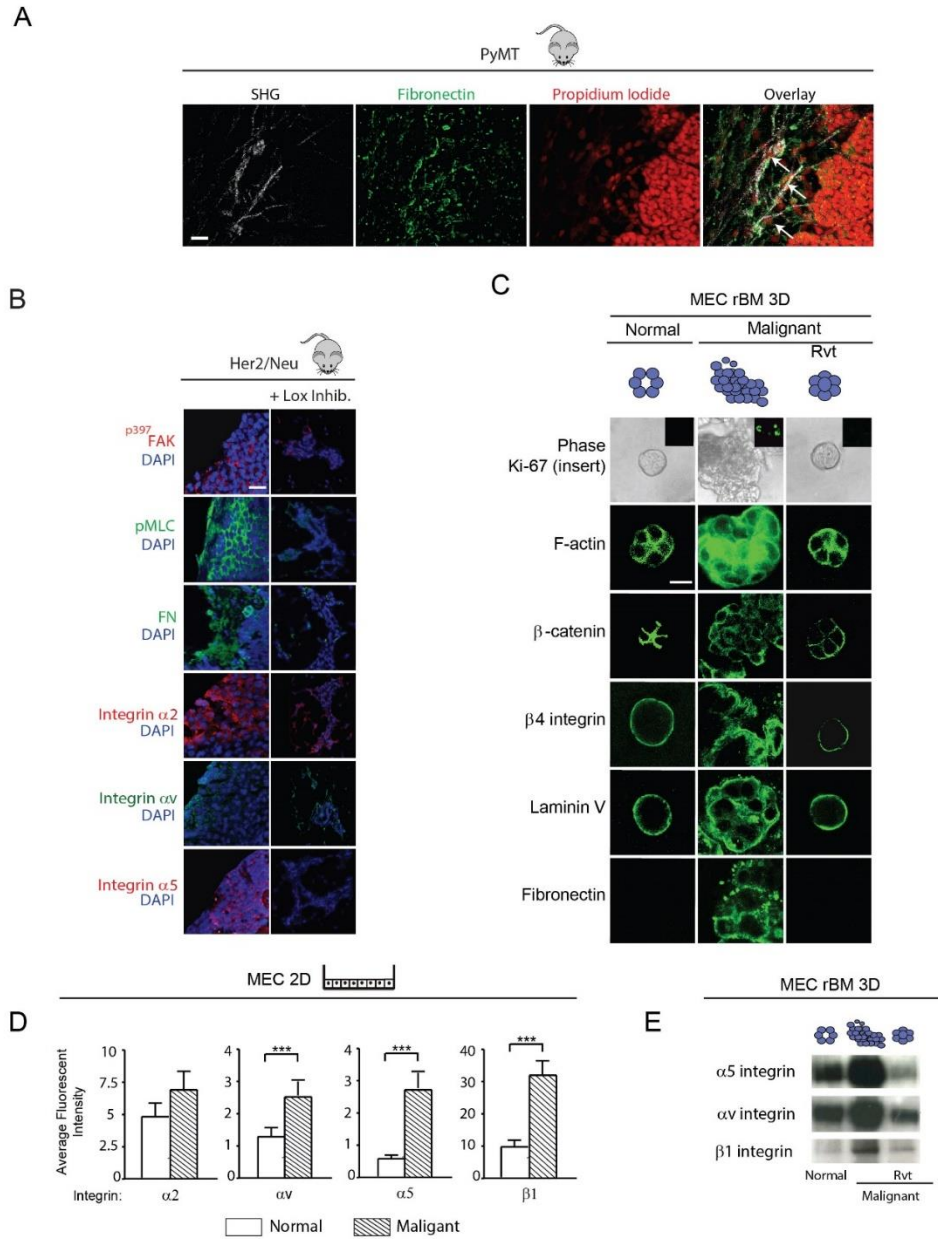 A
PyMT
SHG
Fibronectin
Propidium Iodide
Overlay
B
Her2/Neu
+ Lox Inhib.
p397FAK
DAPI
pMLC
DAPI
FN
DAPI
Integrin α2
DAPI
Integrin αv
DAPI
Integrin α5
DAPI
C
MEC rBM 3D
Normal
Malignant
Rvt
Phase
Ki-67 (insert)
F-actin
β-catenin
β4 integrin
Laminin V
Fibronectin
MEC 2D
D
Average Fluorescent
Intensity
10
7.5
5
2.5
0
4
3
2
1
0
***
4
3
2
1
0
***
40
30
20
10
0
***
Integrin:
α2
αv
α5
β1
Normal
Maligant
MEC rBM 3D
E
α5 integrin
αv integrin
β1 integrin
Normal
Rvt
Malignant